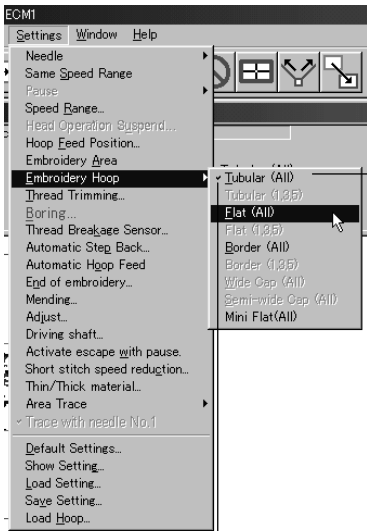 ECM1
Settings Window Help
Needle
Same Speed Range
Pause
Speed Range...
Head Operation Suspend...
Hoop Feed Position...
Embroidery Area
Embroidery Hoop
Thread Trimming...
Boring...
Thread Breakage Sensor...
Automatic Step Back...
Automatic Hoop Feed
End of embroidery...
Mending...
Adjust...
Driving shaft...
Activate escape with pause.
Short stitch speed reduction...
Thin/Thick material...
Area Trace
Trace with needle No.1
Default Settings...
Show Setting...
Load Setting...
Save Setting...
Load Hoop...
Tubular (All)
Tubular (1,3,5)
Flat (All)
Flat (1,3,5)
Border (All)
Border (1,3,5)
Wide Cap (All)
Semi-wide Cap (All)
Mini Flat(All)